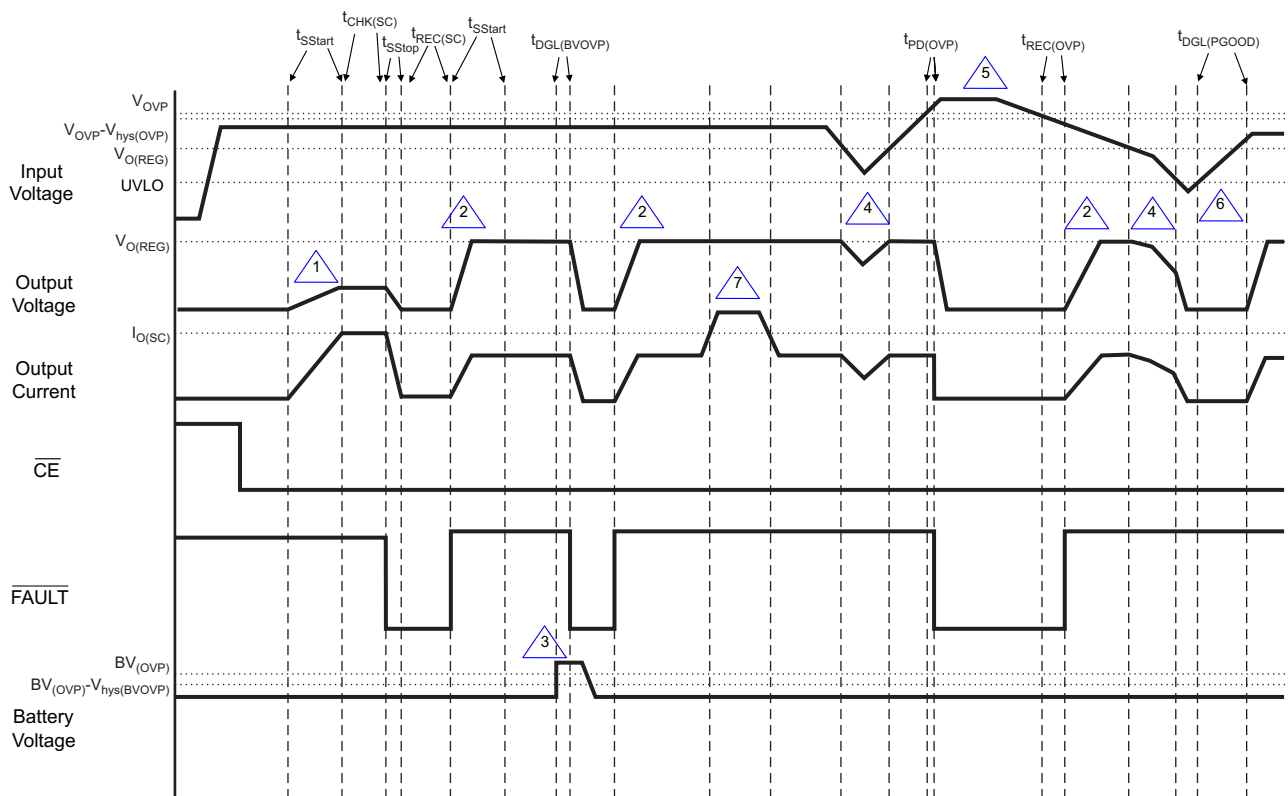 tSStart
tCHK(SC)
tSStop
tREC(SC)
tSStart
tDGL(BVOVP)
tPD(OVP)
tREC(OVP)
tDGL(PGOOD)
5
VOVP
VOVP-Vhys(OVP)
VO(REG)
Input
Voltage
UVLO
2
2
4
2
4
6
VO(REG)
1
7
Output
Voltage
IO(SC)
Output
Current
CE
FAULT
3
BV(OVP)
BV(OVP)-Vhys(BVOVP)
Battery
Voltage